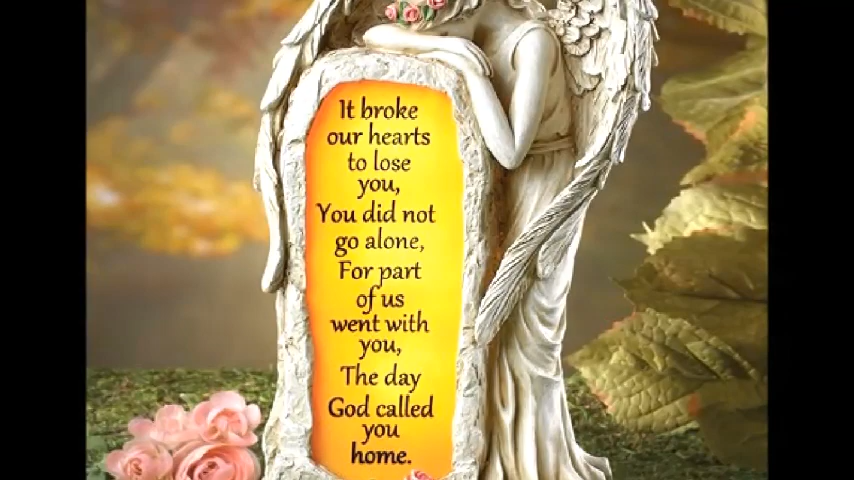 It broke
our hearts
to lose
you,
You did not
go alone,
For part
of us
went with
you,
The day
God called
you
home.